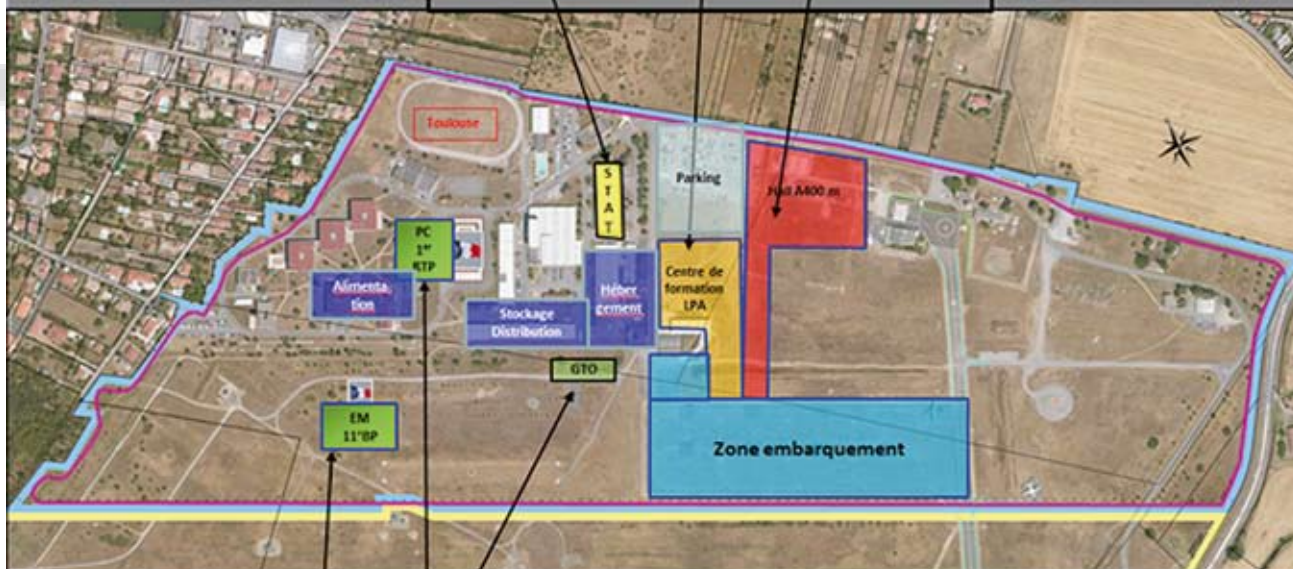 Toulouse
S
T
A
T
Parking
Hall A400 m
PC
1er
RTP
Alimenta
tion
Héber
gement
Centre de
formation
LPA
Stockage
Distribution
GTO
EM
11°BP
Zone embarquement